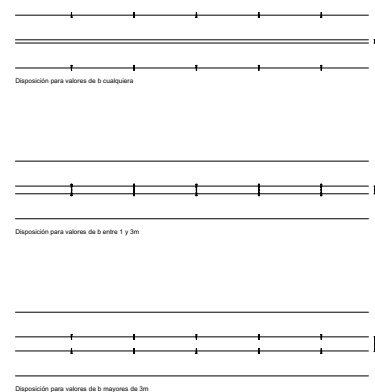 Disposición para valores de b cualquiera
Disposición para valores de b entre 1 y 3m
Disposición para valores de b mayores de 3m